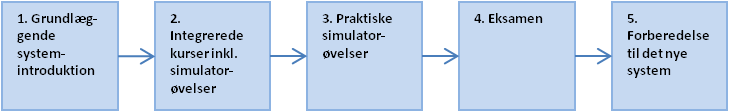 1. Grundlæg-
gende
system-
introduktion
2.
Integrerede
kurser inkl.
simulator-
øvelser
3. Praktiske
simulator-
øvelser
4. Eksamen
5.
Forberedelse
til det nye
system